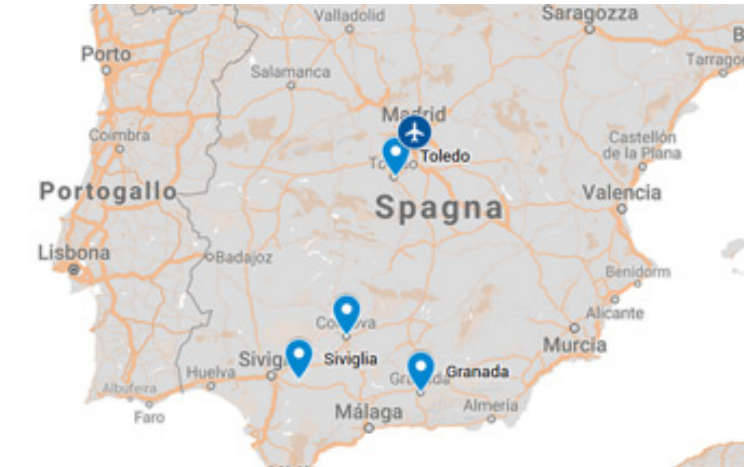 Valladolid
Saragozza
Porto
B
Tarrago
Salamanca
Madrid
Coimbra
Castellón
de la Plana
Toledo
Portogallo
Valencia
Spagna
Lisbona
Badajoz
Benidorm
Alicante
Murcia
Siviglia
Huelva
Granada
Albufeira
Faro
Málaga
Almería